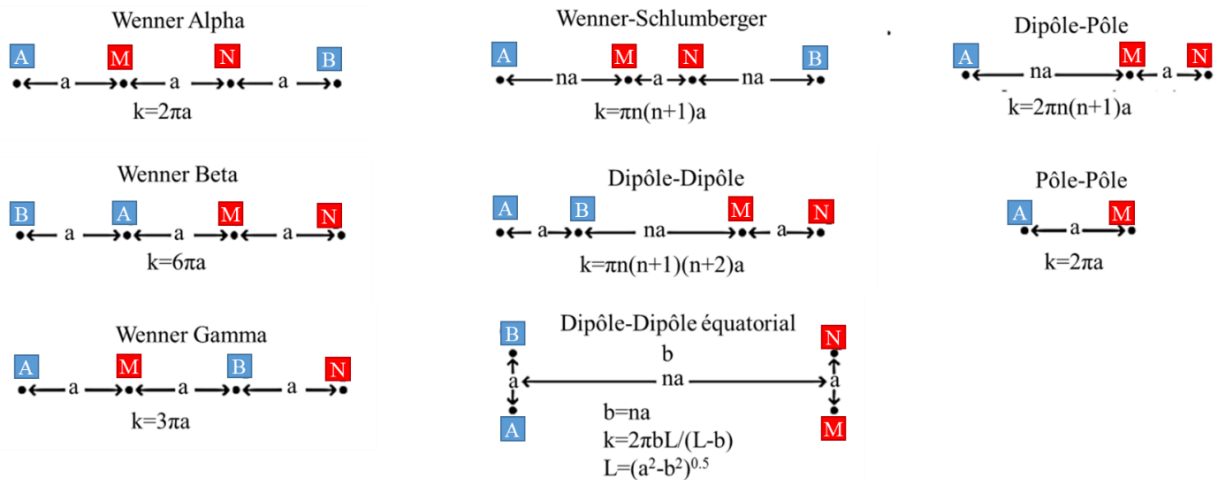 Wenner Alpha
A M N B
a a a
k=2πa
Wenner Beta
B A M N
a a a
k=6πa
Wenner Gamma
A M B N
a a a
k=3πa
Wenner-Schlumberger
A M N B
na a na
k=πn(n+1)a
Dipôle-Dipôle
A B M N
a na a
k=πn(n+1)(n+2)a
Dipôle-Dipôle équatorial
B N
b
a na a
A M
b=na
k=2πbL/(L-b)
L=(a²-b²)⁰·⁵
Dipôle-Pôle
A M N
na a
k=2πn(n+1)a
Pôle-Pôle
A M
a
k=2πa